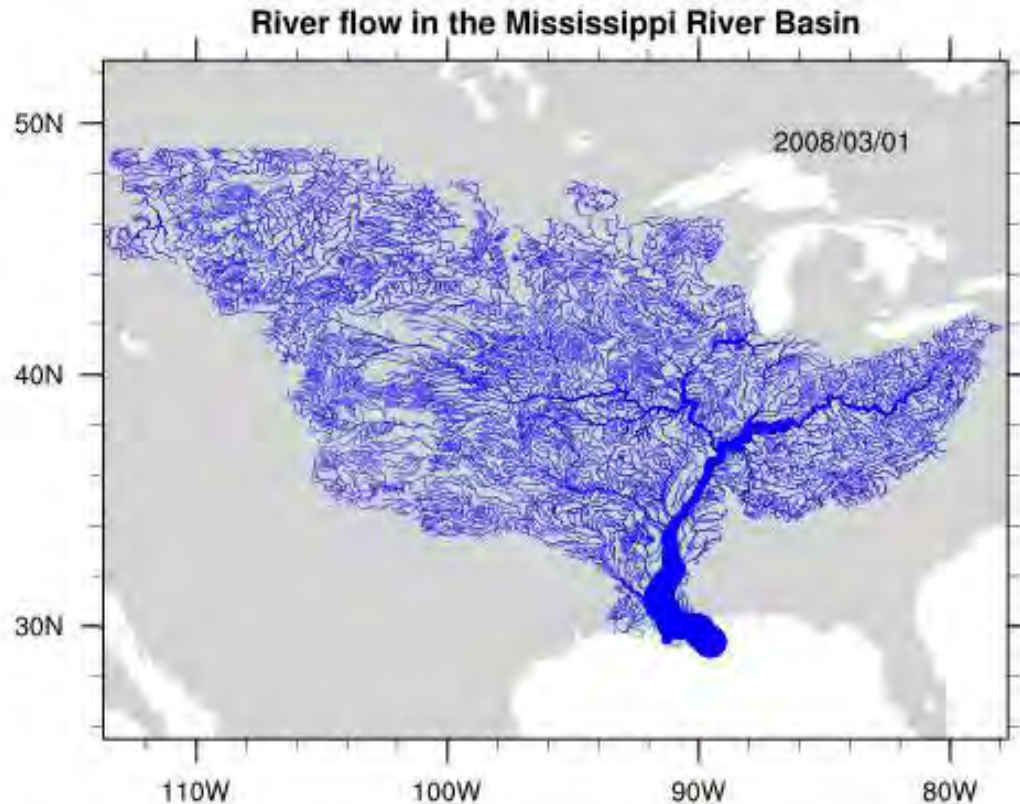 River flow in the Mississippi River Basin
50N
2008/03/01
40N
30N
110W
100W
90W
80W